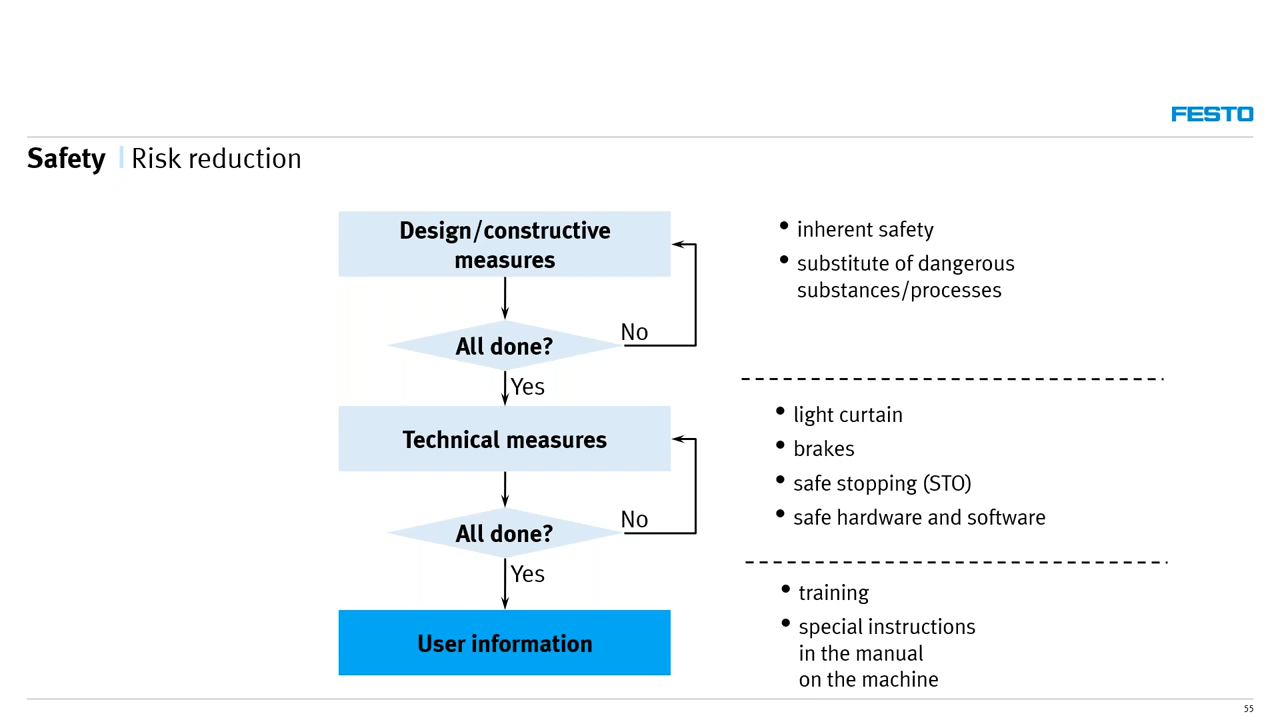 FESTO
Safety | Risk reduction
Design/constructive
measures
• inherent safety
• substitute of dangerous
substances/processes
No
All done?
Yes
Technical measures
• light curtain
• brakes
• safe stopping (STO)
• safe hardware and software
No
All done?
Yes
User information
• training
• special instructions
in the manual
on the machine
55